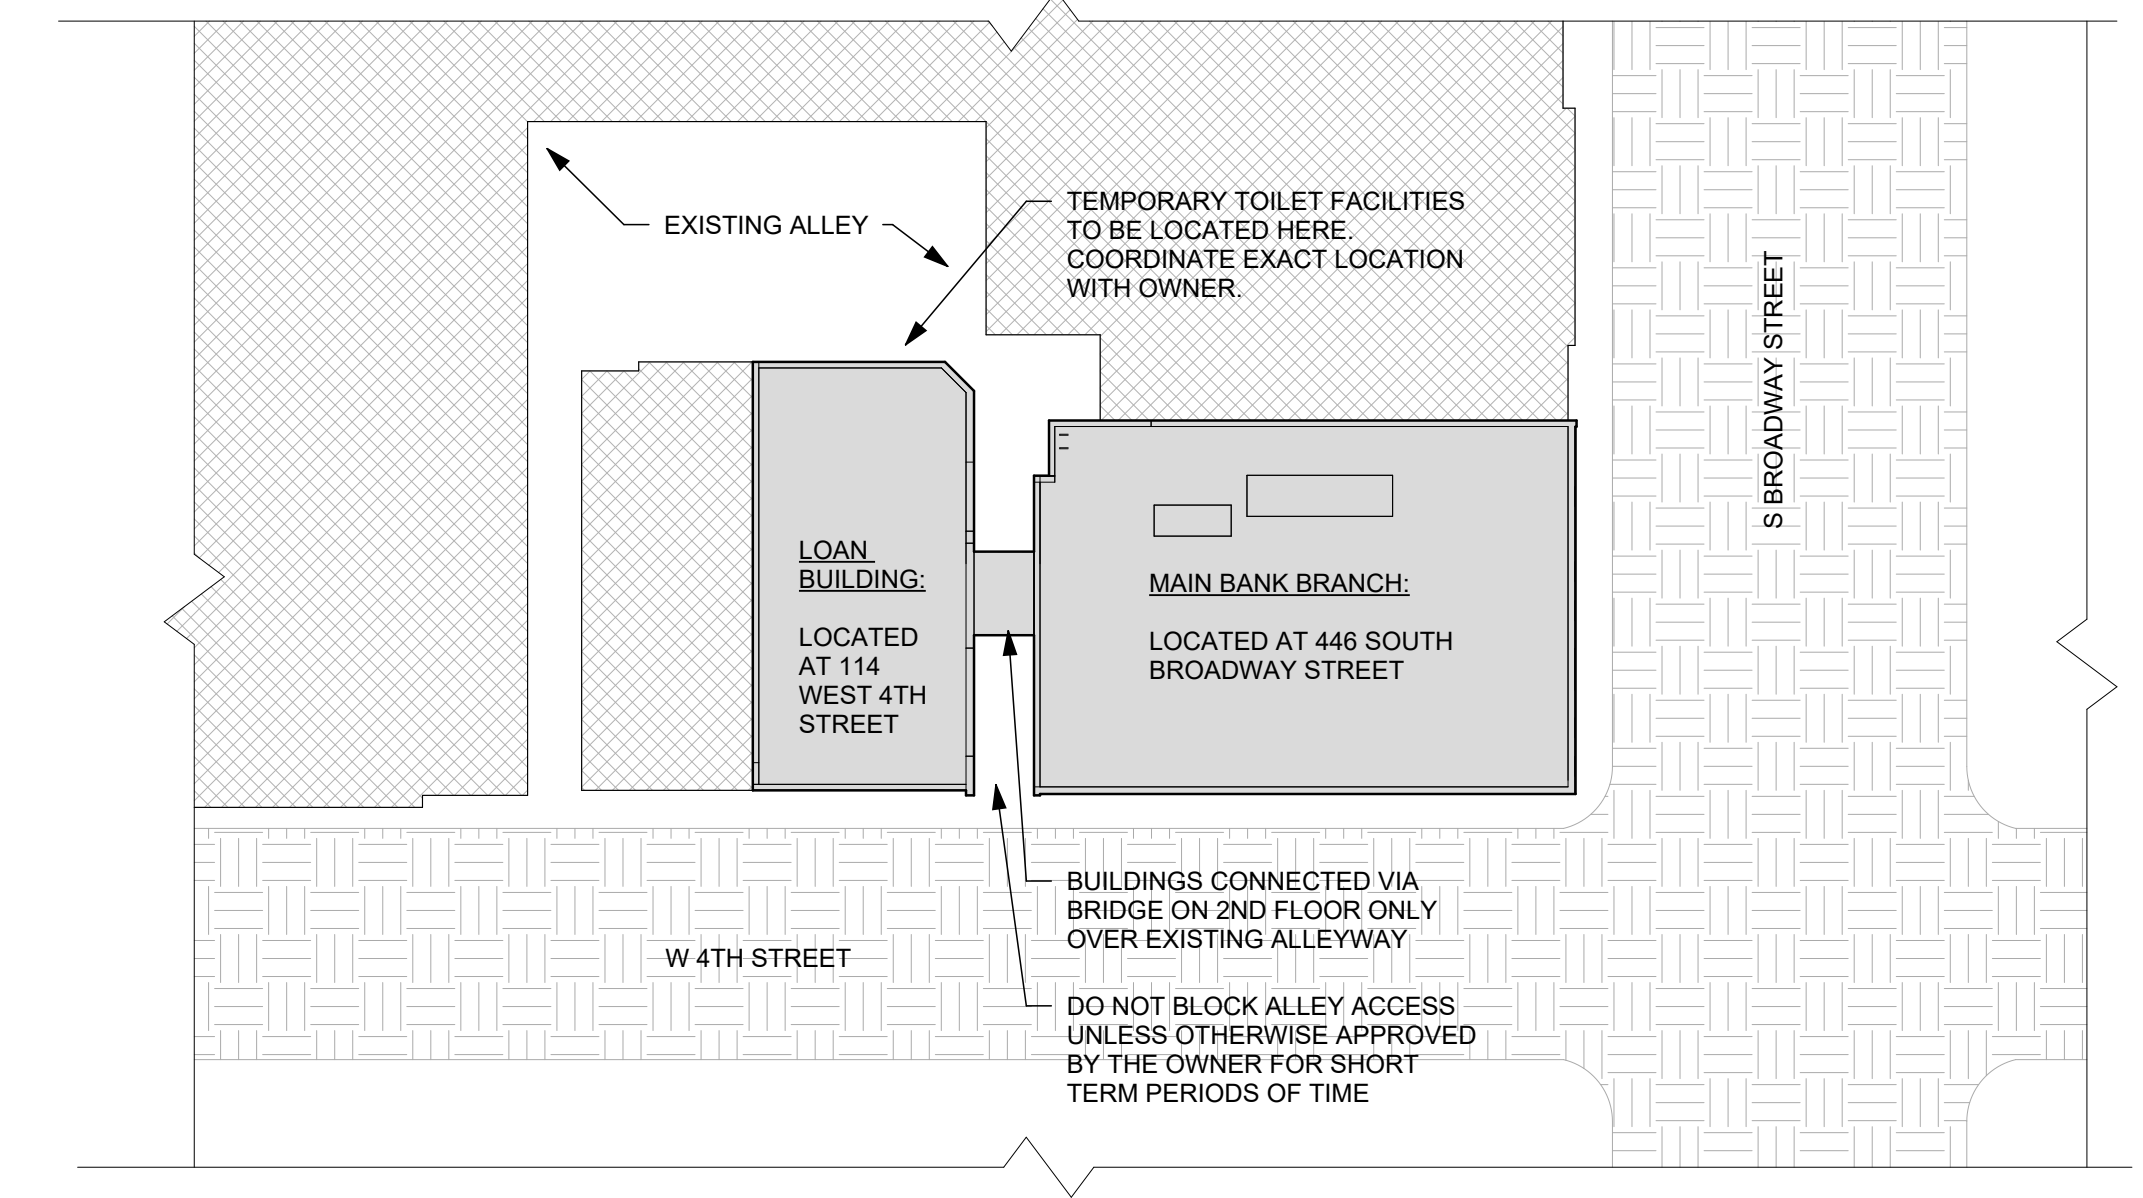 EXISTING ALLEY
TEMPORARY TOILET FACILITIES
TO BE LOCATED HERE.
COORDINATE EXACT LOCATION
WITH OWNER.
S BROADWAY STREET
LOAN
BUILDING:
LOCATED
AT 114
WEST 4TH
STREET
MAIN BANK BRANCH:
LOCATED AT 446 SOUTH
BROADWAY STREET
BUILDINGS CONNECTED VIA
BRIDGE ON 2ND FLOOR ONLY
OVER EXISTING ALLEYWAY
W 4TH STREET
DO NOT BLOCK ALLEY ACCESS
UNLESS OTHERWISE APPROVED
BY THE OWNER FOR SHORT
TERM PERIODS OF TIME